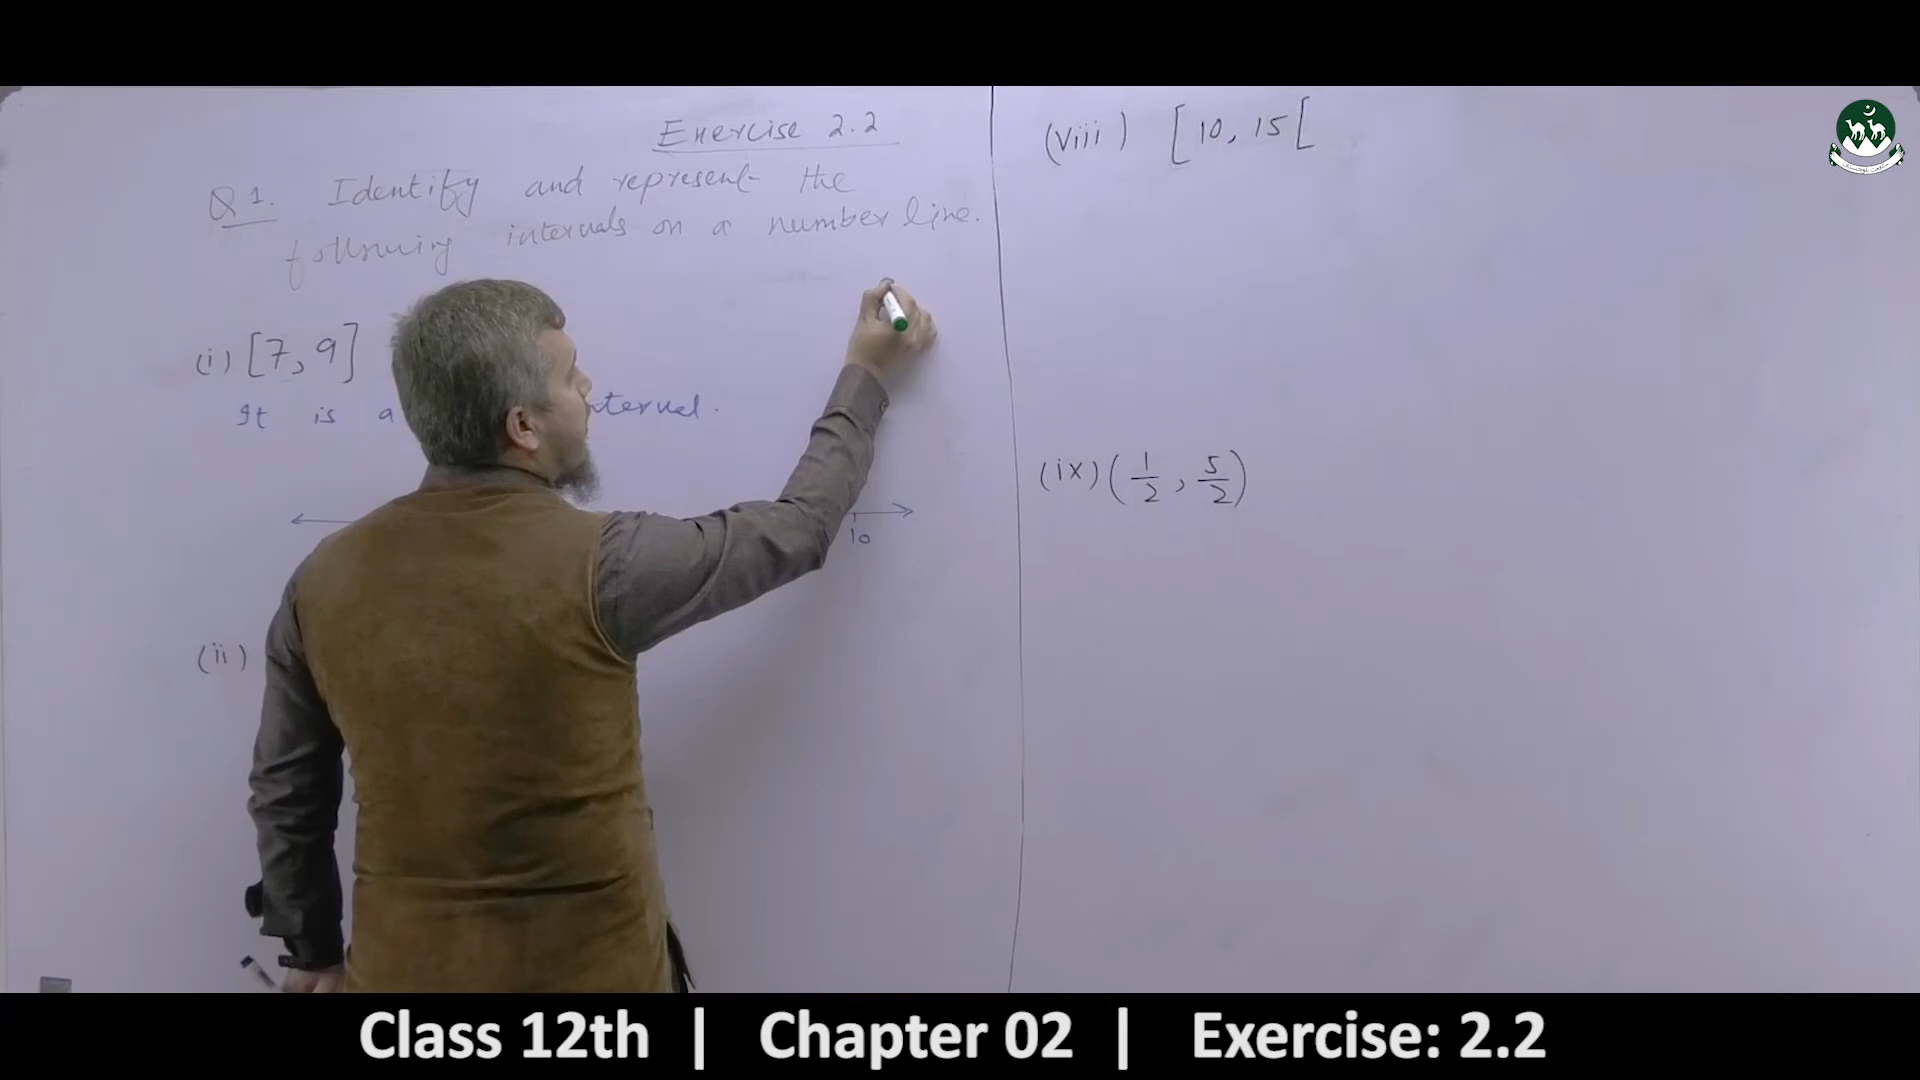 Exercise 2.2
Q1. Identify and represent the
following intervals on a number line.
(i) [7, 9]
It is a
10
(ii)
(viii) [10, 15[
(ix) (1/2, 5/2)
Class 12th | Chapter 02 | Exercise: 2.2